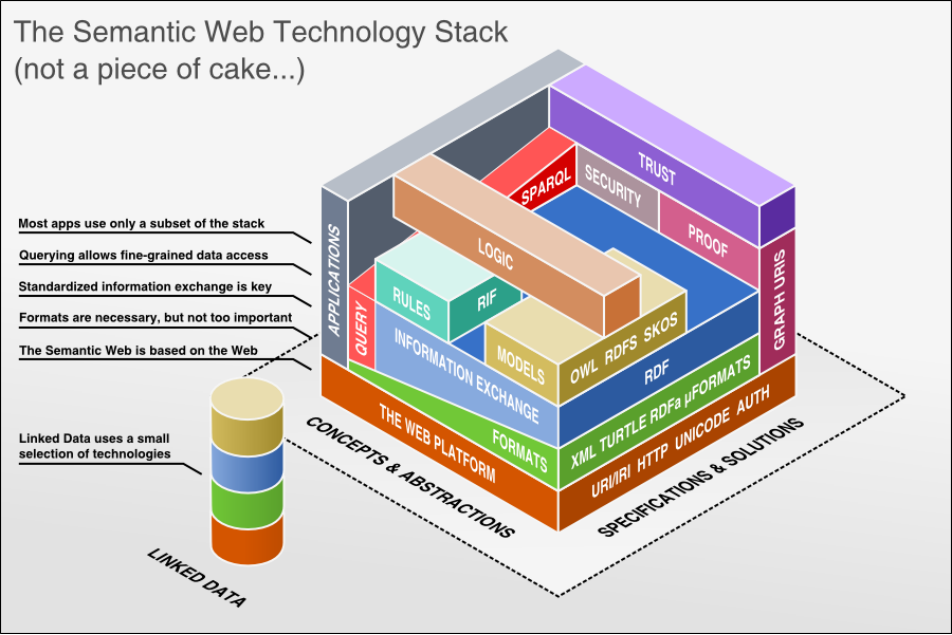 The Semantic Web Technology Stack
(not a piece of cake...)
Most apps use only a subset of the stack
Querying allows fine-grained data access
Standardized information exchange is key
Formats are necessary, but not too important
The Semantic Web is based on the Web
Linked Data uses a small
selection of technologies
LINKED DATA
APPLICATIONS
TRUST
SPARQL
SECURITY
PROOF
LOGIC
GRAPH URIS
RULES
RIF
QUERY
MODELS
OWL RDFS SKOS
INFORMATION EXCHANGE
RDF
FORMATS
XML TURTLE RDFa µFORMATS
THE WEB PLATFORM
URI/IRI HTTP UNICODE AUTH
CONCEPTS & ABSTRACTIONS
SPECIFICATIONS & SOLUTIONS